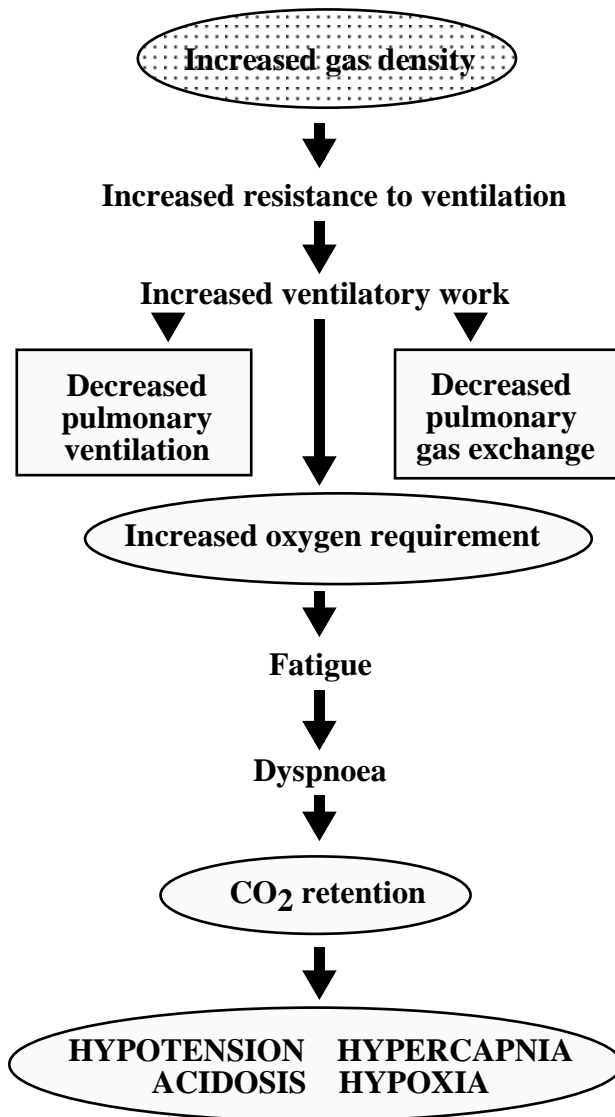 Increased gas density
Increased resistance to ventilation
Increased ventilatory work
Decreased
pulmonary
ventilation
Decreased
pulmonary
gas exchange
Increased oxygen requirement
Fatigue
Dyspnoea
CO₂ retention
HYPOTENSION HYPERCAPNIA
ACIDOSIS HYPOXIA